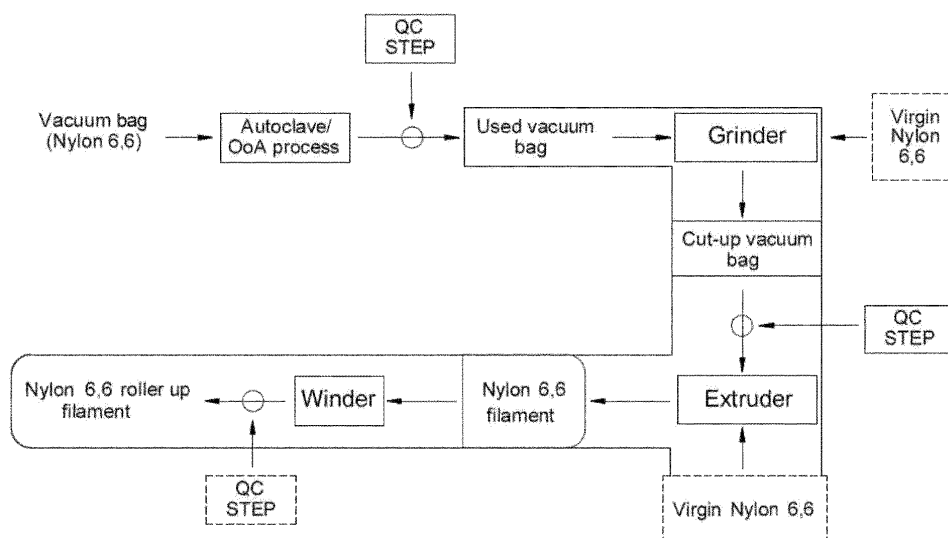 QC
STEP
Vacuum bag
(Nylon 6,6)
Autoclave/
OoA process
Used vacuum
bag
Grinder
Virgin
Nylon
6,6
Cut-up vacuum
bag
QC
STEP
Nylon 6,6 roller up
filament
Winder
Nylon 6,6
filament
Extruder
QC
STEP
Virgin Nylon 6,6